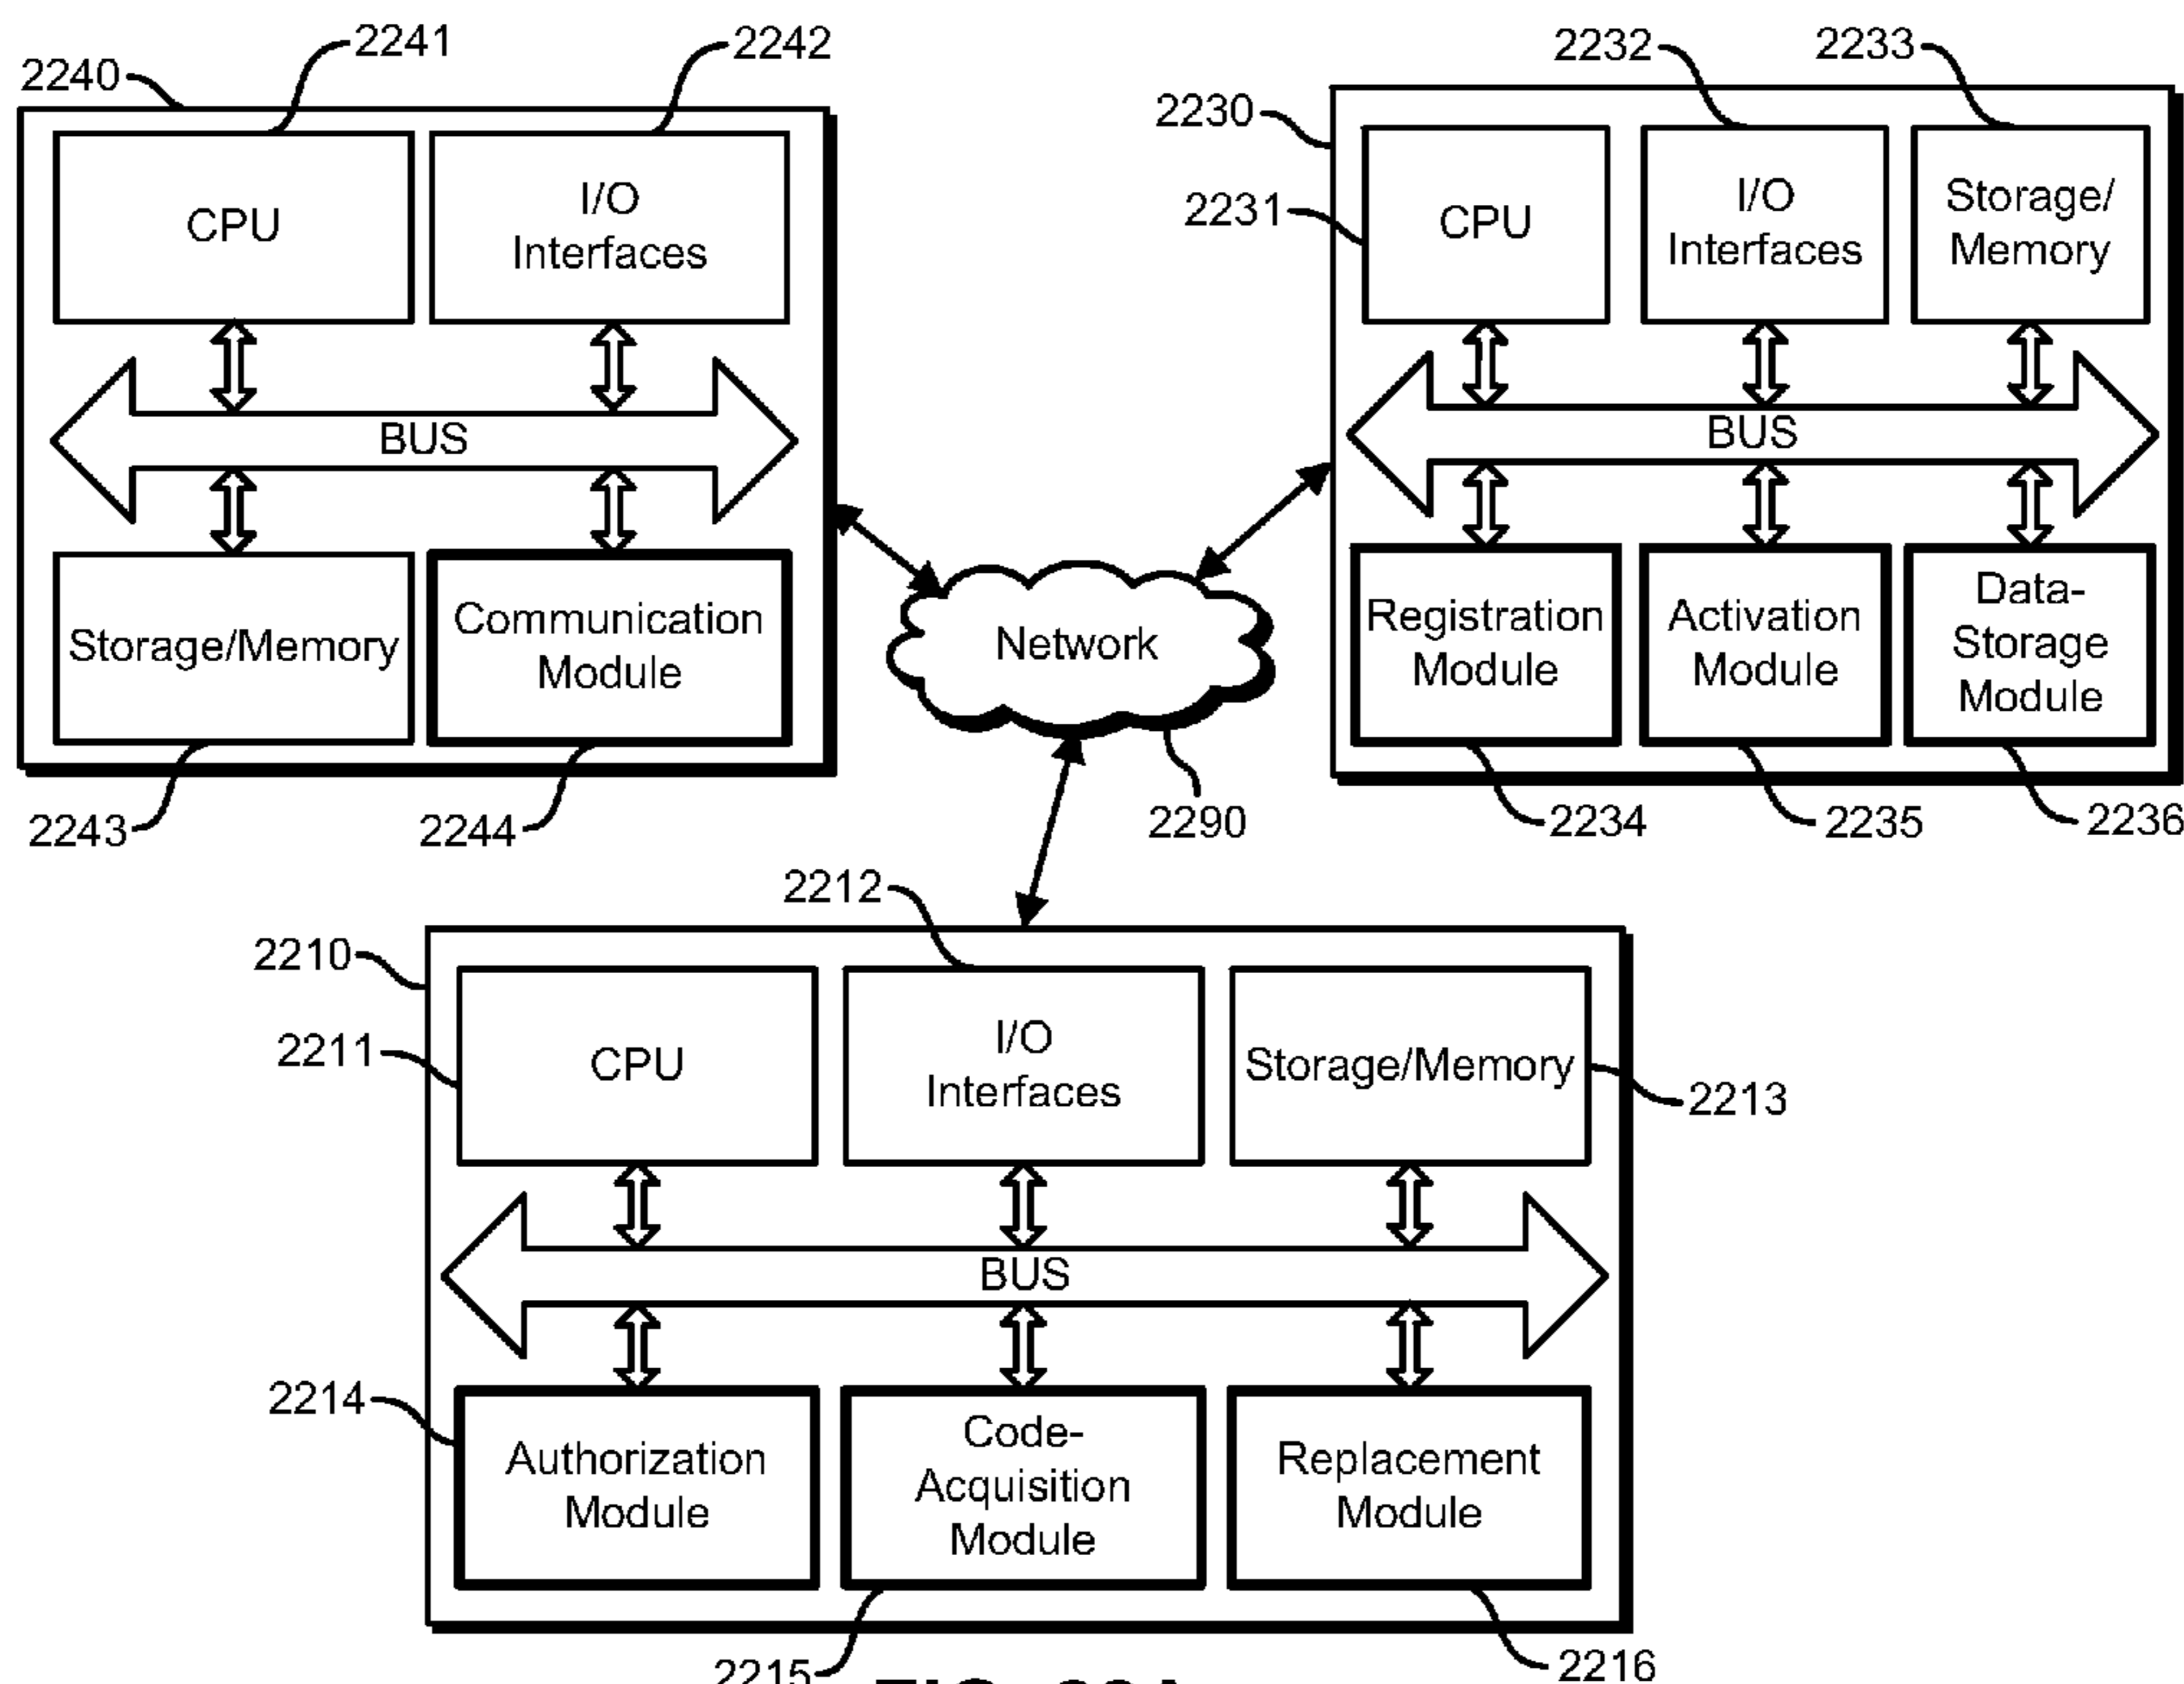 2240
2241
2242
CPU
I/O
Interfaces
BUS
Storage/Memory
Communication
Module
2243
2244
2230
2231
2232
2233
CPU
I/O
Interfaces
Storage/
Memory
BUS
Registration
Module
Activation
Module
Data-
Storage
Module
2234
2235
2236
Network
2290
2210
2211
2212
CPU
I/O
Interfaces
Storage/Memory
2213
BUS
2214
Authorization
Module
Code-
Acquisition
Module
Replacement
Module
2215
2216